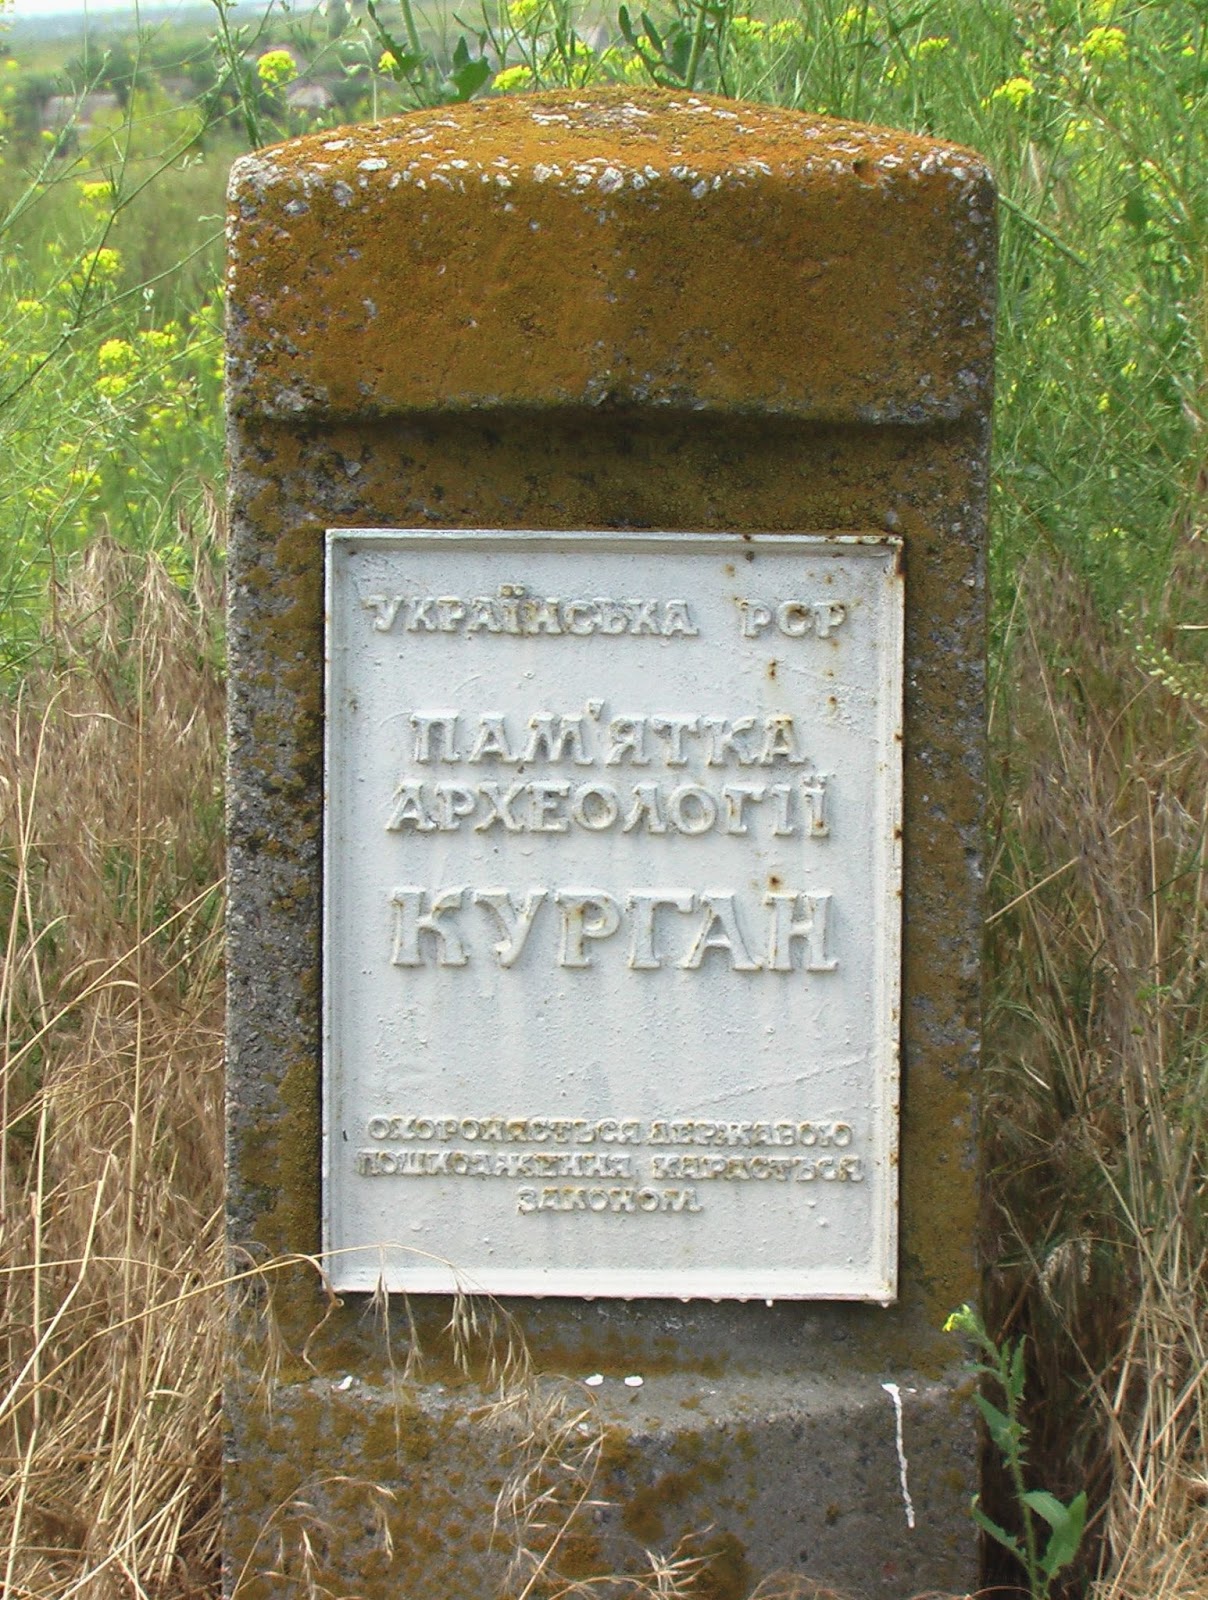 УКРАЇНСЬКА РСР
ПАМ'ЯТКА
АРХЕОЛОГІЇ
КУРГАН
ОХОРОНЯЄТЬСЯ ДЕРЖАВОЮ
ПОШКОДЖЕННЯ КАРАЄТЬСЯ
ЗАКОНОМ